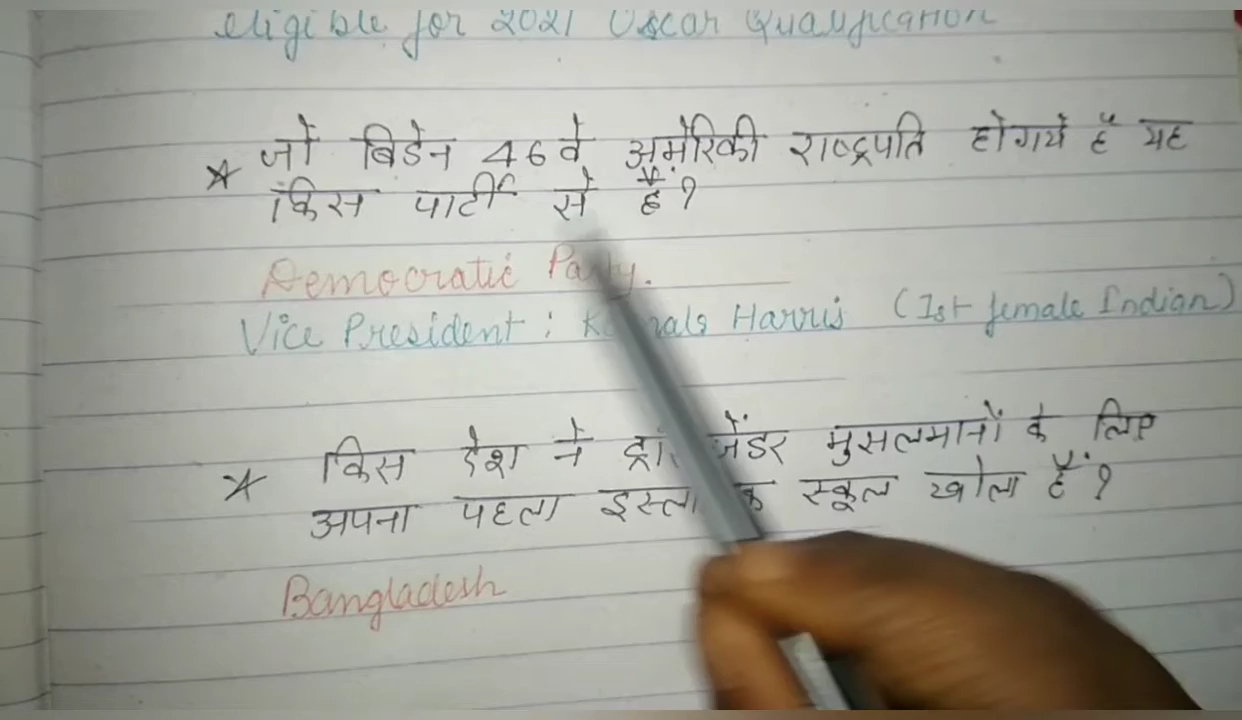 eligible for 2021 Oscar Qualification
जो बिडेन 46वे अमेरिकी राष्ट्रपति होगये हैं यह
किस पार्टी से हैं?
Democratic Party.
Vice President : Harris (Ist female Indian)
किस देश ने मुसलमानों के लिए
अपना पहला स्कूल खोला हैं?
Bangladesh